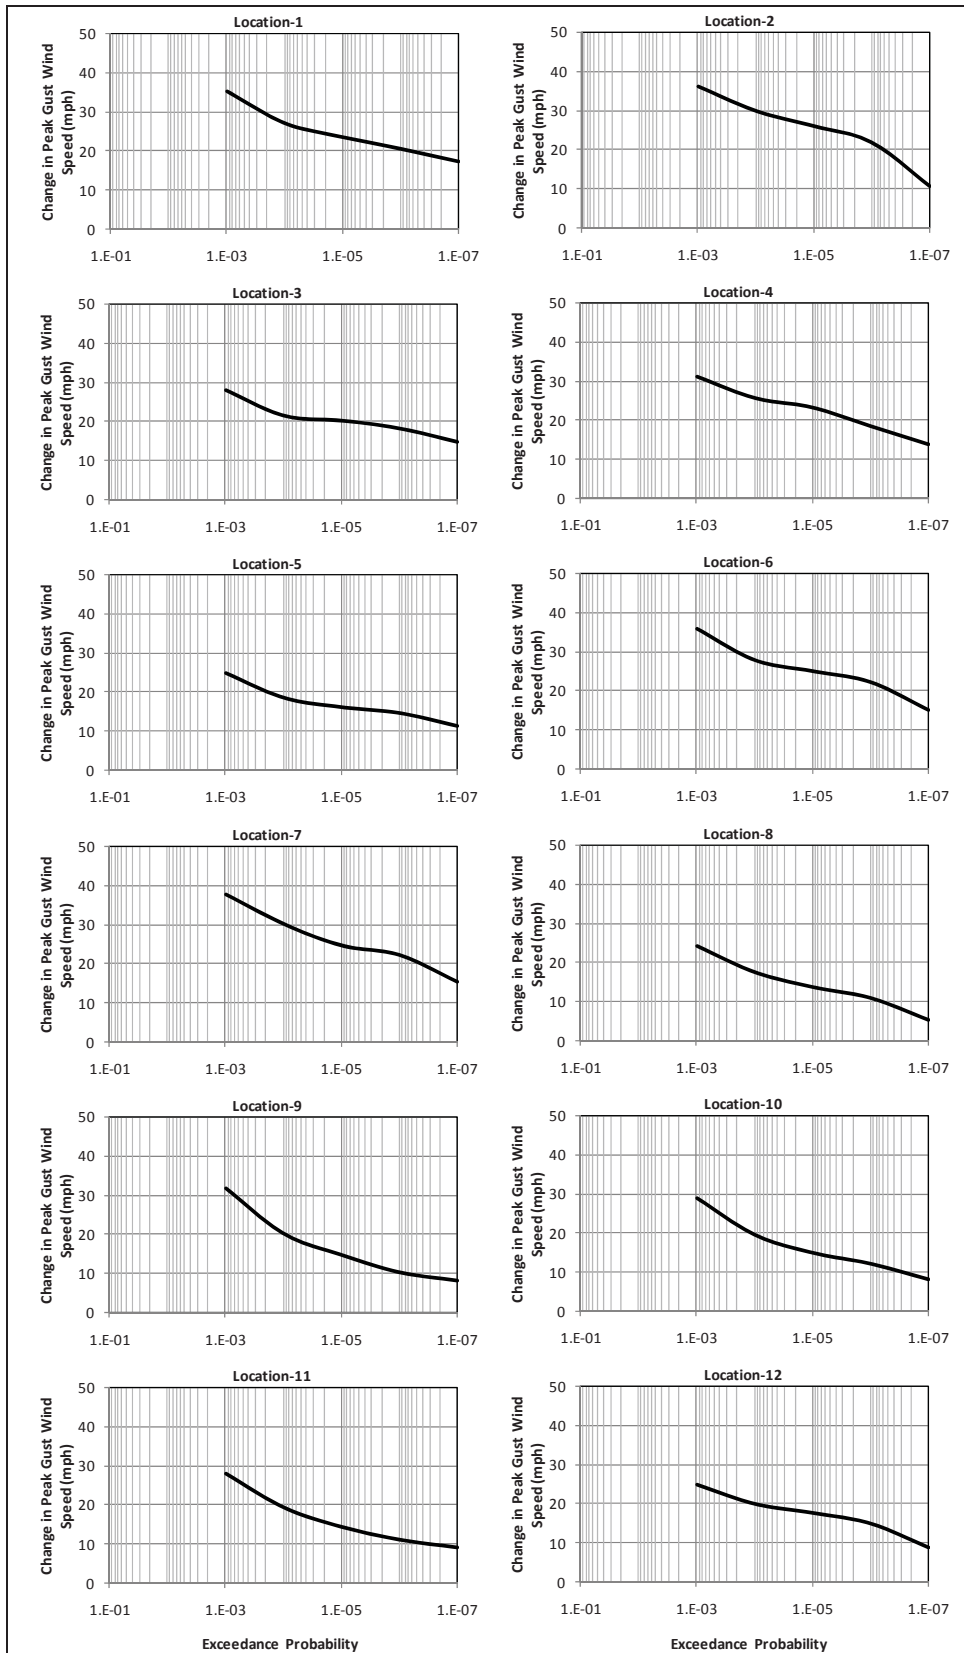 Location-1
Change in Peak Gust Wind
Speed (mph)
50
40
30
20
10
0
1.E-01 1.E-03 1.E-05 1.E-07
Location-2
Change in Peak Gust Wind
Speed (mph)
50
40
30
20
10
0
1.E-01 1.E-03 1.E-05 1.E-07
Location-3
Change in Peak Gust Wind
Speed (mph)
50
40
30
20
10
0
1.E-01 1.E-03 1.E-05 1.E-07
Location-4
Change in Peak Gust Wind
Speed (mph)
50
40
30
20
10
0
1.E-01 1.E-03 1.E-05 1.E-07
Location-5
Change in Peak Gust Wind
Speed (mph)
50
40
30
20
10
0
1.E-01 1.E-03 1.E-05 1.E-07
Location-6
Change in Peak Gust Wind
Speed (mph)
50
40
30
20
10
0
1.E-01 1.E-03 1.E-05 1.E-07
Location-7
Change in Peak Gust Wind
Speed (mph)
50
40
30
20
10
0
1.E-01 1.E-03 1.E-05 1.E-07
Location-8
Change in Peak Gust Wind
Speed (mph)
50
40
30
20
10
0
1.E-01 1.E-03 1.E-05 1.E-07
Location-9
Change in Peak Gust Wind
Speed (mph)
50
40
30
20
10
0
1.E-01 1.E-03 1.E-05 1.E-07
Location-10
Change in Peak Gust Wind
Speed (mph)
50
40
30
20
10
0
1.E-01 1.E-03 1.E-05 1.E-07
Location-11
Change in Peak Gust Wind
Speed (mph)
50
40
30
20
10
0
1.E-01 1.E-03 1.E-05 1.E-07
Exceedance Probability
Location-12
Change in Peak Gust Wind
Speed (mph)
50
40
30
20
10
0
1.E-01 1.E-03 1.E-05 1.E-07
Exceedance Probability